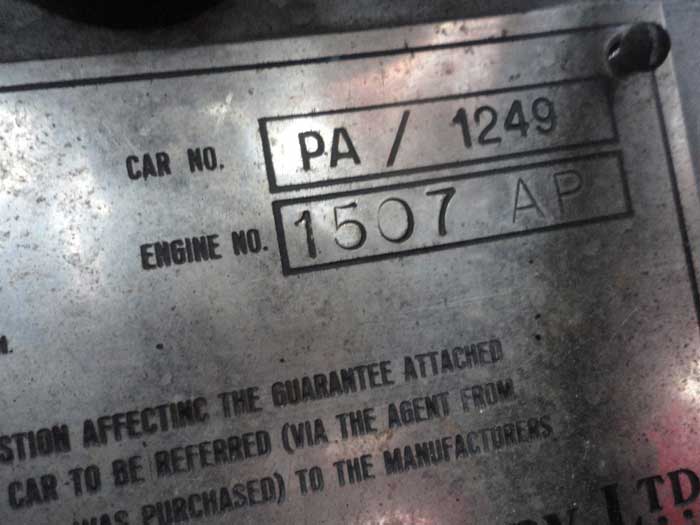 CAR NO. PA / 1249
ENGINE NO. 1507 AP
AFFECTING THE GUARANTEE ATTACHED
CAR TO BE REFERRED (VIA THE AGENT FROM
WAS PURCHASED) TO THE MANUFACTURERS
LTD